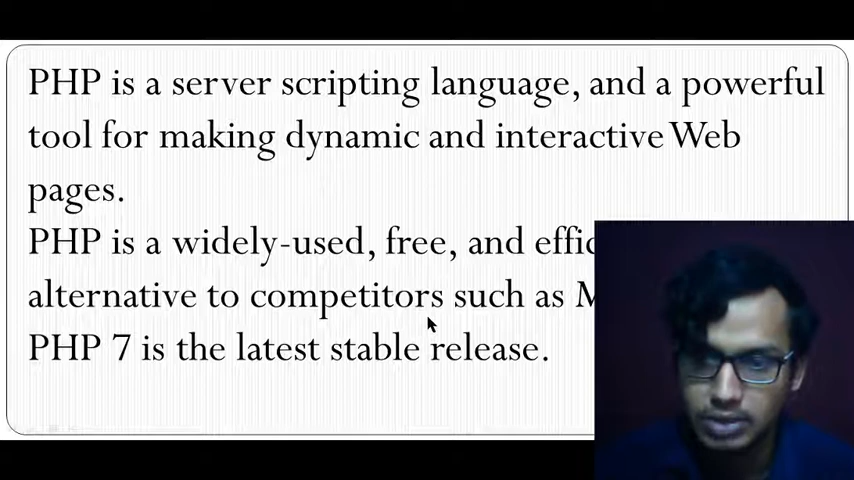 PHP is a server scripting language, and a powerful
tool for making dynamic and interactive Web
pages.
PHP is a widely-used, free, and
alternative to competitors such as
PHP 7 is the latest stable release.